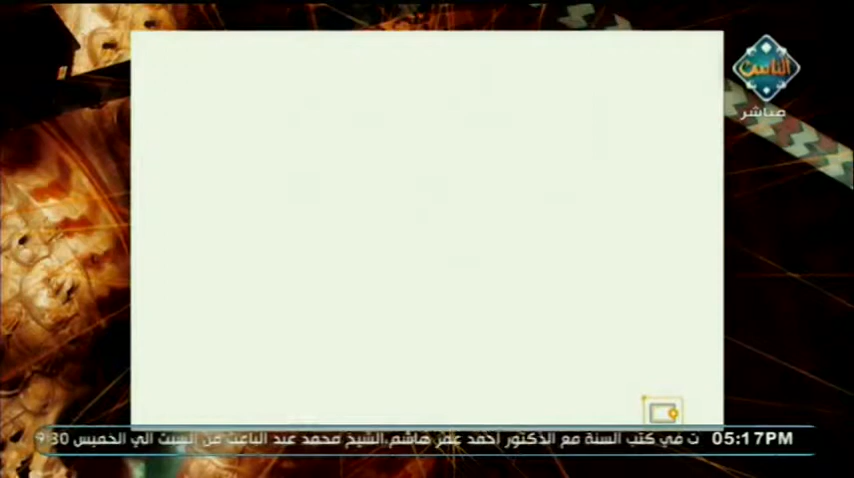 الناس
مباشر
ت في كتب السنة مع الدكتور أحمد عمر هاشم,الشيخ محمد عبد الباعث من السبت الي الخميس 9:30
05:17PM